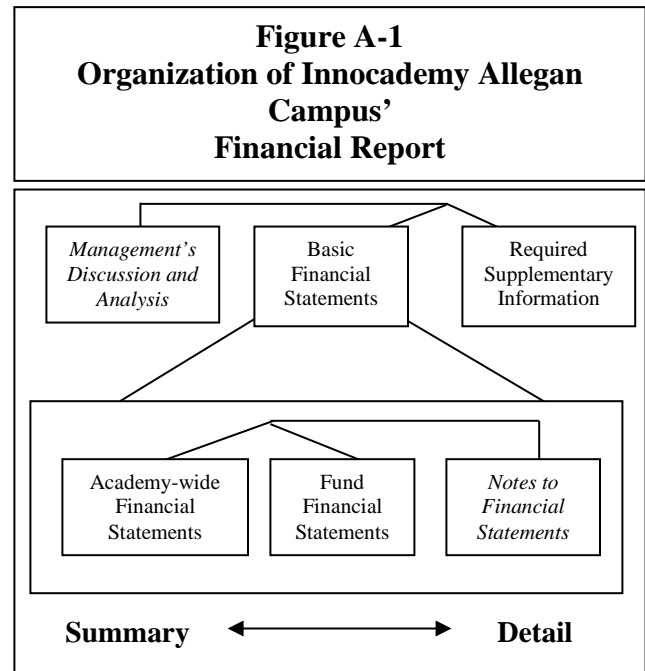 Figure A-1
Organization of Innocademy Allegan
Campus’
Financial Report
Management’s
Discussion and
Analysis
Basic
Financial
Statements
Required
Supplementary
Information
Academy-wide
Financial
Statements
Fund
Financial
Statements
Notes to
Financial
Statements
Summary
Detail